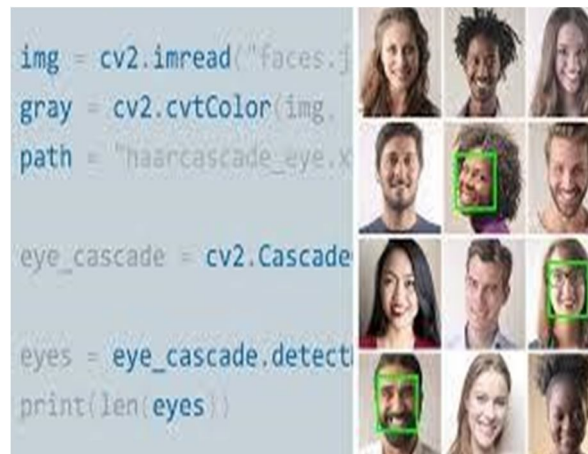 img = cv2.imread("faces.j
gray = cv2.cvtColor(img,
path = "haarcascade_eye.x
eye_cascade = cv2.Cascade
eyes = eye_cascade.detect
print(len(eyes))